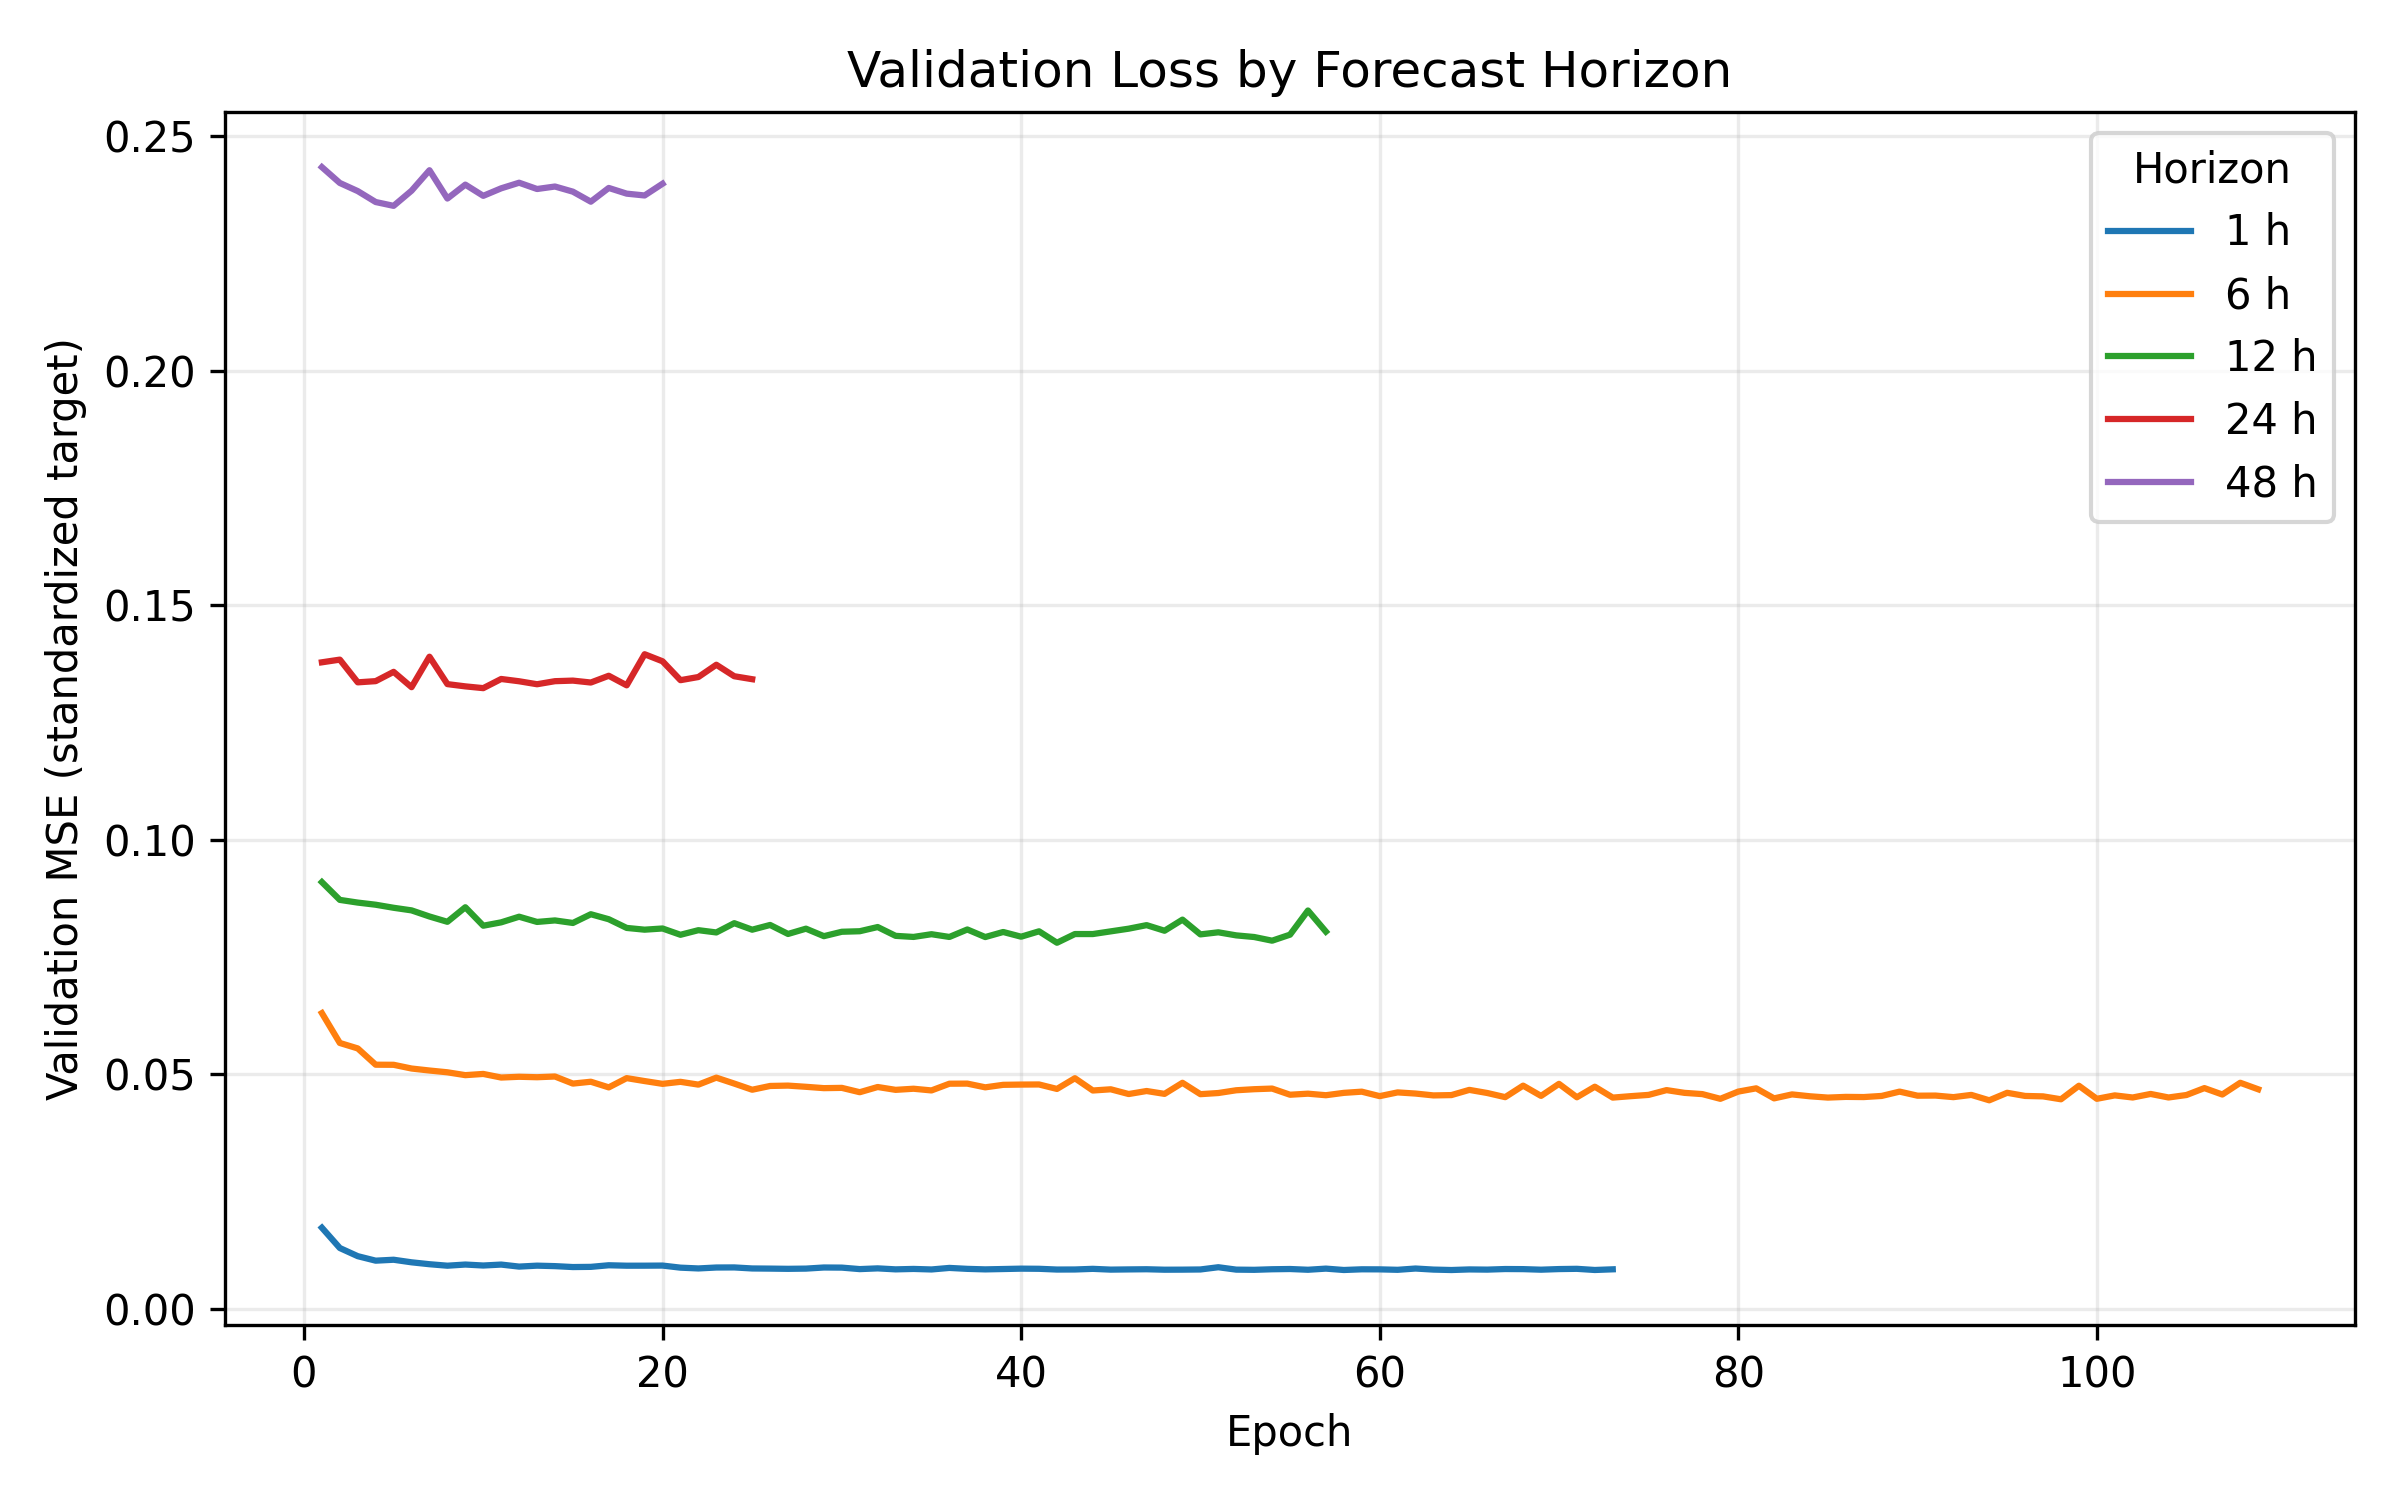 Validation Loss by Forecast Horizon
Validation MSE (standardized target)
0.25
0.20
0.15
0.10
0.05
0.00
0
20
40
60
80
100
Epoch
Horizon
1 h
6 h
12 h
24 h
48 h